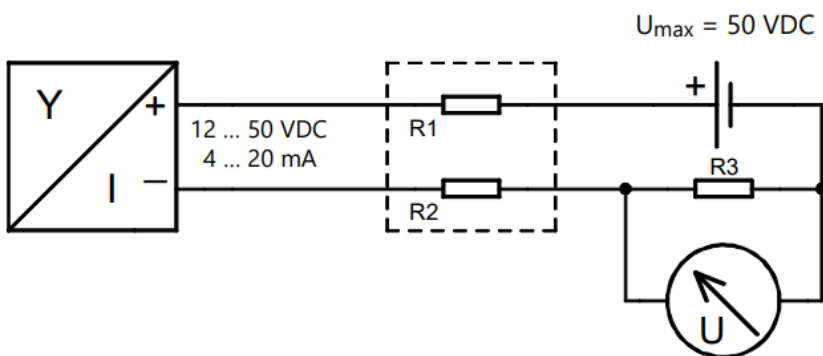 Umax = 50 VDC
Y
+
12 ... 50 VDC
4 ... 20 mA
I
−
R1
+
R2
R3
U